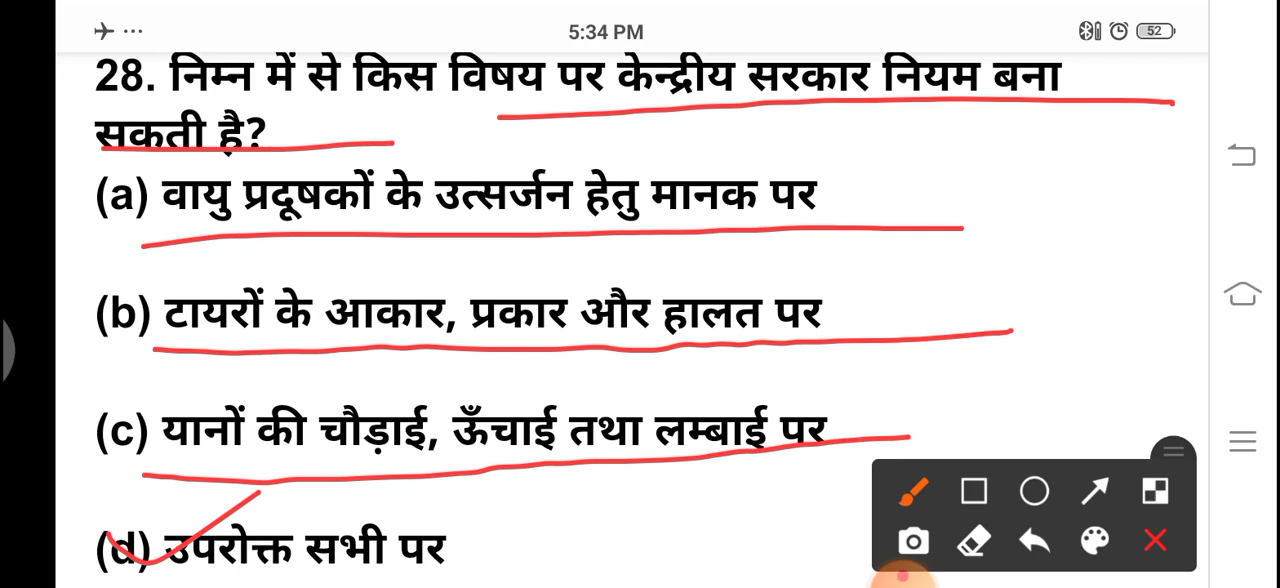 5:34 PM
52
28. निम्न में से किस विषय पर केन्द्रीय सरकार नियम बना
सकती है?
(a) वायु प्रदूषकों के उत्सर्जन हेतु मानक पर
(b) टायरों के आकार, प्रकार और हालत पर
(c) यानों की चौड़ाई, ऊँचाई तथा लम्बाई पर
(d) उपरोक्त सभी पर